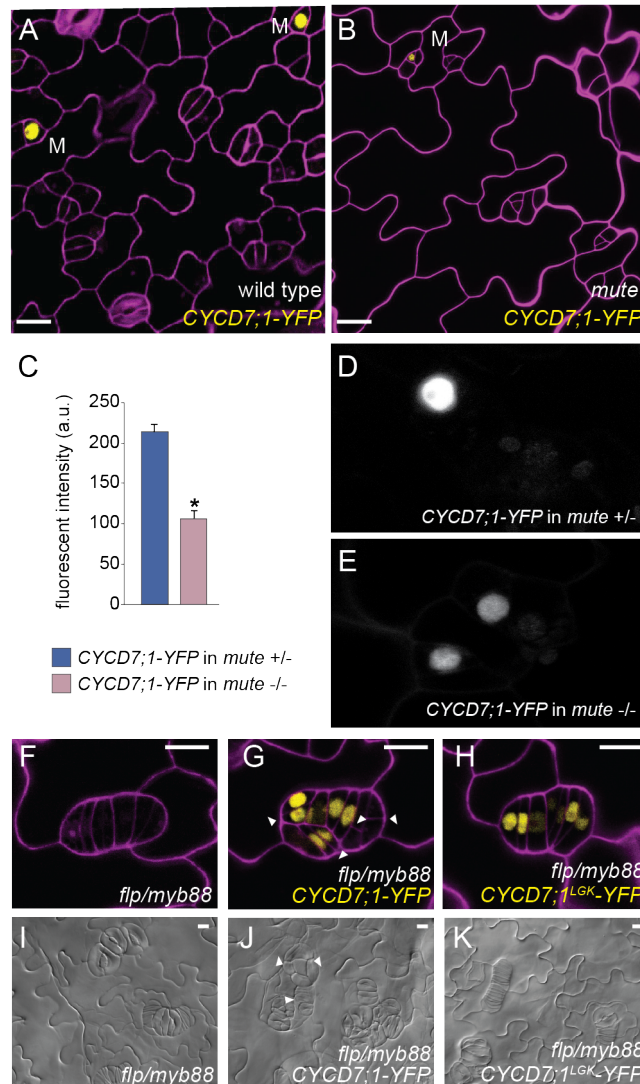 A
M
M
wild type
CYCD7;1-YFP
B
M
mute
CYCD7;1-YFP
C
fluorescent intensity (a.u.)
250
200
150
100
50
0
*
CYCD7;1-YFP in mute +/-
CYCD7;1-YFP in mute -/-
D
CYCD7;1-YFP in mute +/-
E
CYCD7;1-YFP in mute -/-
F
flp/myb88
G
flp/myb88
CYCD7;1-YFP
H
flp/myb88
CYCD7;1LGK-YFP
I
flp/myb88
J
flp/myb88
CYCD7;1-YFP
K
flp/myb88
CYCD7;1LGK-YFP